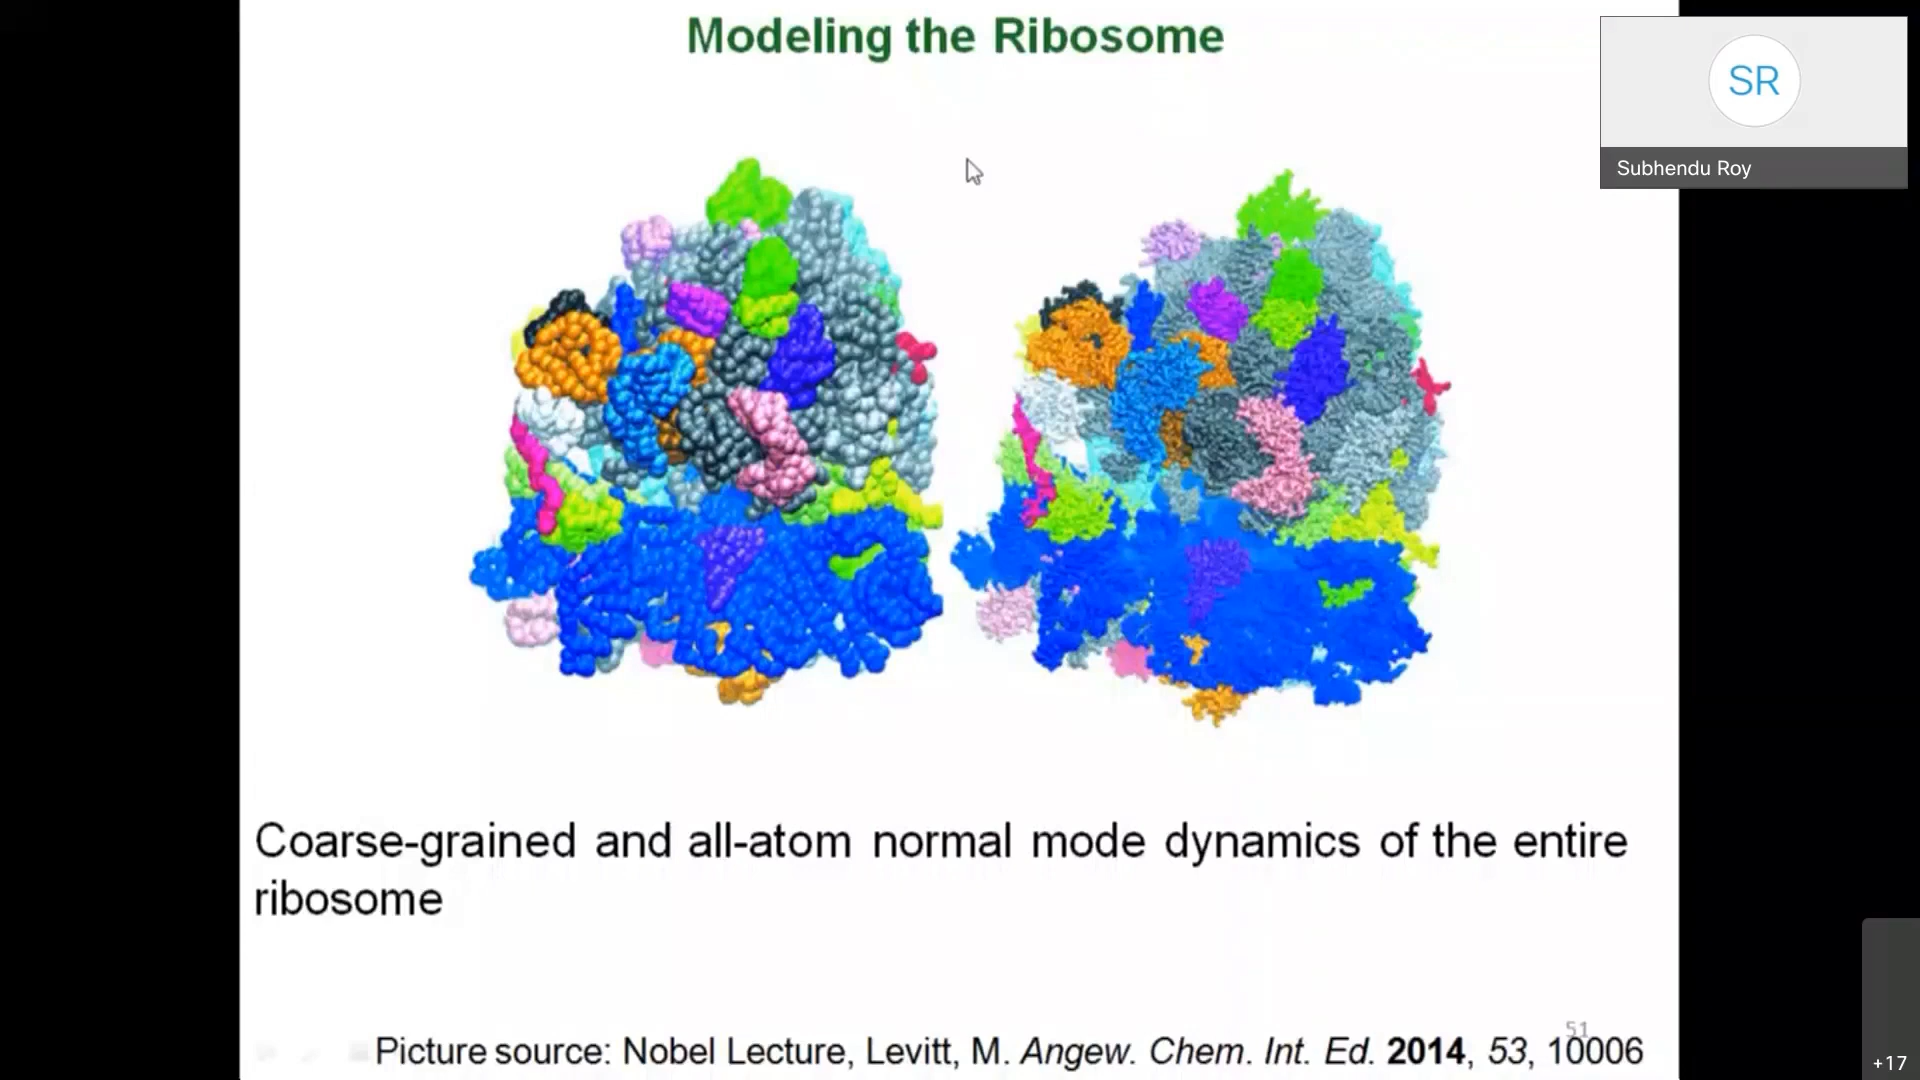 Modeling the Ribosome
SR
Subhendu Roy
Coarse-grained and all-atom normal mode dynamics of the entire
ribosome
51
Picture source: Nobel Lecture, Levitt, M. Angew. Chem. Int. Ed. 2014, 53, 10006
+17